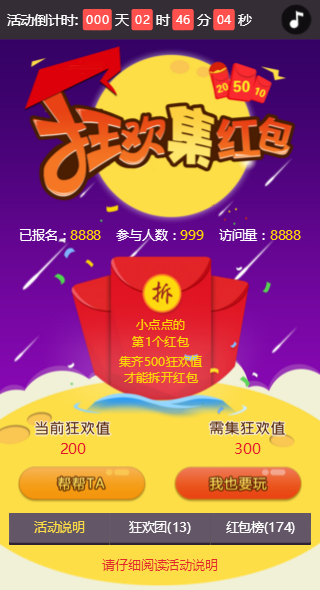 活动倒计时: 000 天 02 时 46 分 04 秒
狂欢集红包
20 50 10
已报名：8888 参与人数：999 访问量：8888
拆
小点点的
第1个红包
集齐500狂欢值
才能拆开红包
当前狂欢值 需集狂欢值
200 300
帮帮TA 我也要玩
活动说明 狂欢团(13) 红包榜(174)
请仔细阅读活动说明